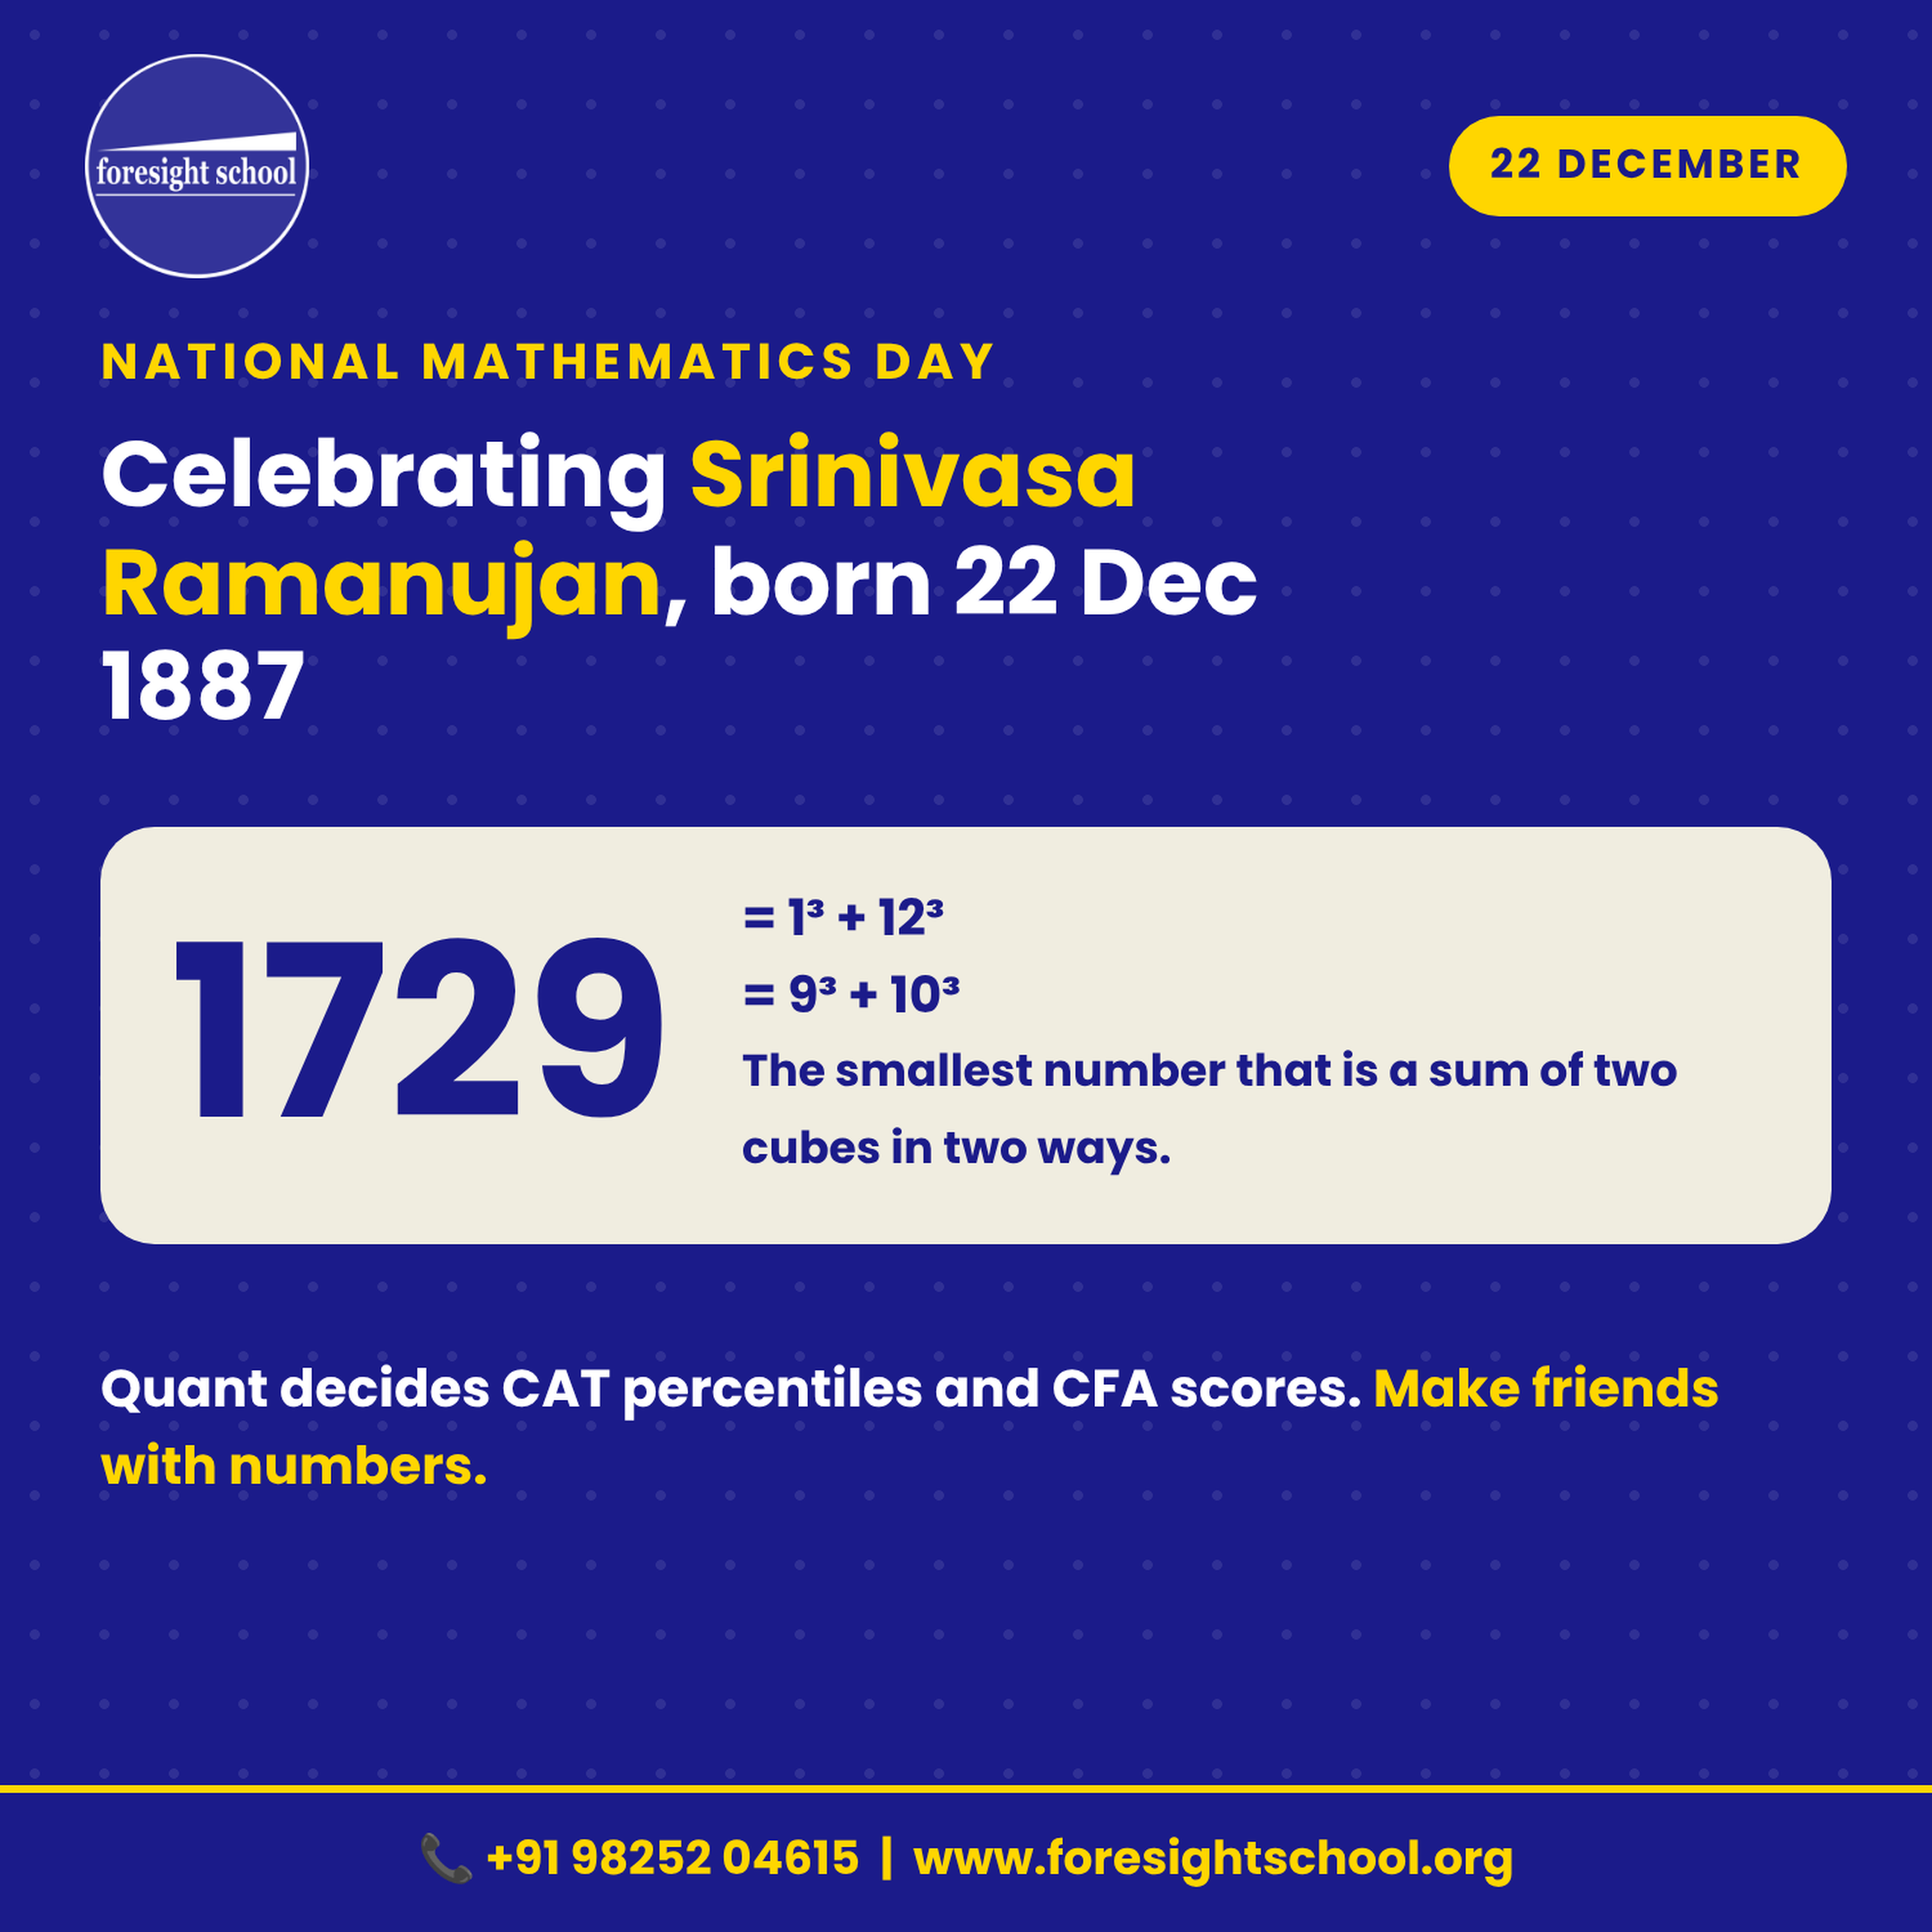 foresight school
22 DECEMBER
NATIONAL MATHEMATICS DAY
Celebrating Srinivasa
Ramanujan, born 22 Dec
1887
1729
= 1³ + 12³
= 9³ + 10³
The smallest number that is a sum of two
cubes in two ways.
Quant decides CAT percentiles and CFA scores. Make friends
with numbers.
📞 +91 98252 04615 | www.foresightschool.org